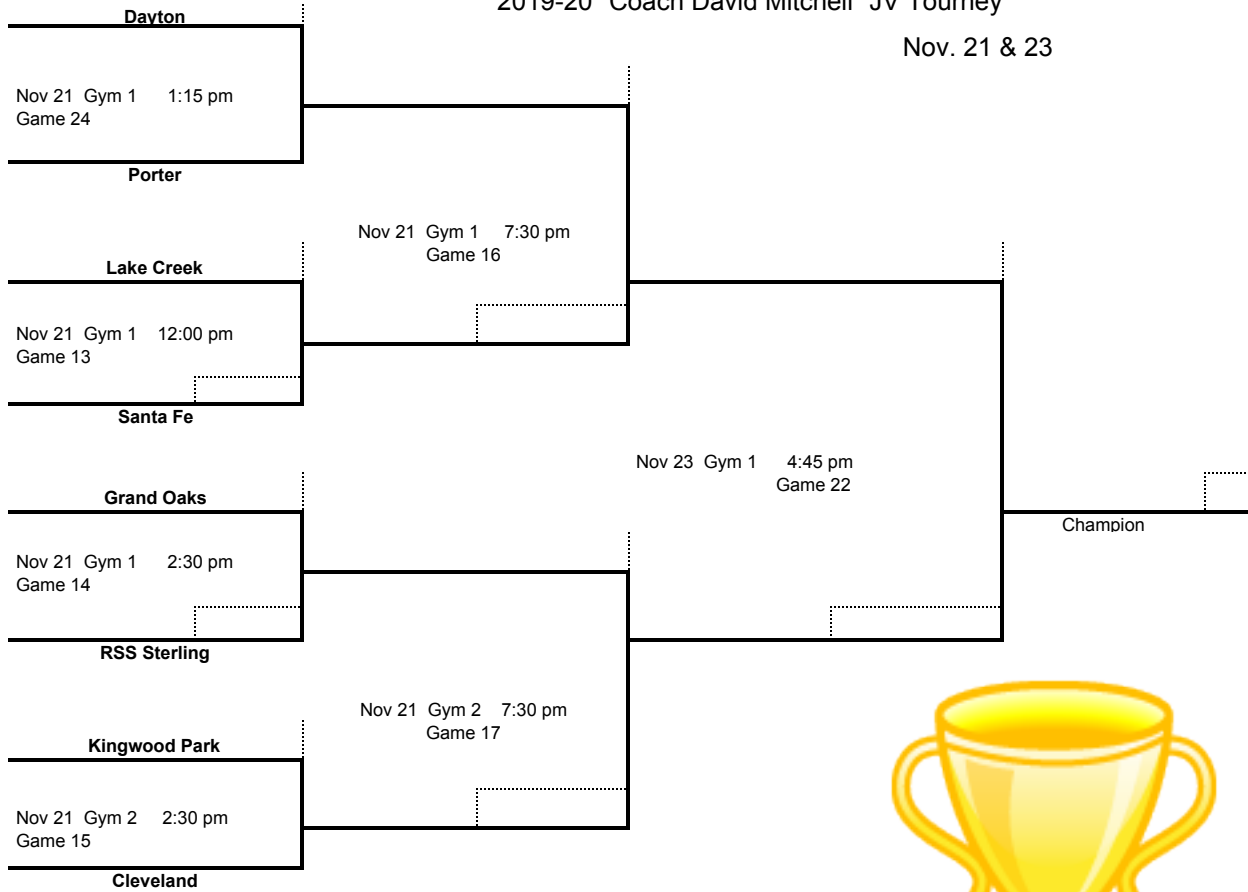 2019-20 "Coach David Mitchell" JV Tourney
Dayton
Nov. 21 & 23
Nov 21 Gym 1 1:15 pm
Game 24
Porter
Nov 21 Gym 1 7:30 pm
Game 16
Lake Creek
Nov 21 Gym 1 12:00 pm
Game 13
Santa Fe
Nov 23 Gym 1 4:45 pm
Game 22
Grand Oaks
Champion
Nov 21 Gym 1 2:30 pm
Game 14
RSS Sterling
Nov 21 Gym 2 7:30 pm
Game 17
Kingwood Park
Nov 21 Gym 2 2:30 pm
Game 15
Cleveland